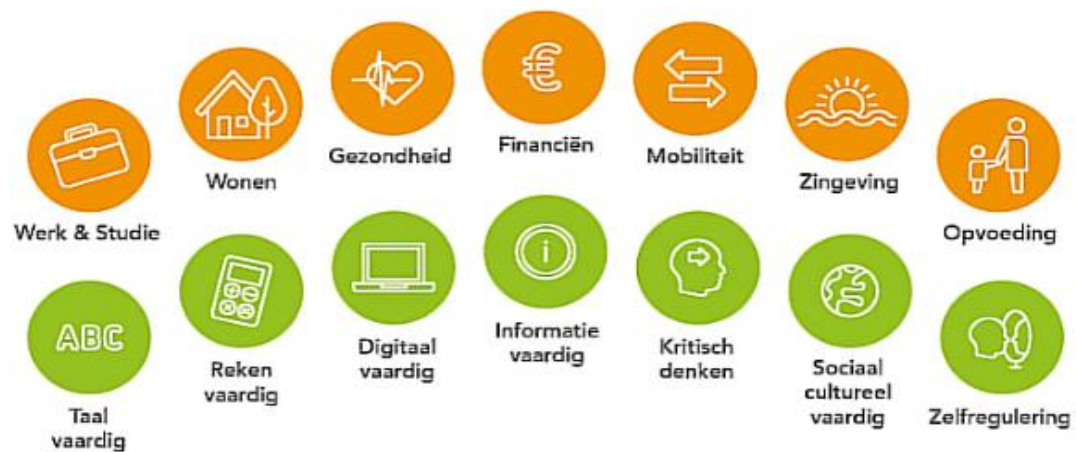 Werk & Studie
Wonen
Gezondheid
€
Financiën
Mobiliteit
Zingeving
Opvoeding
ABC
Taal
vaardig
Reken
vaardig
Digitaal
vaardig
i
Informatie
vaardig
Kritisch
denken
Sociaal
cultureel
vaardig
Zelfregulering